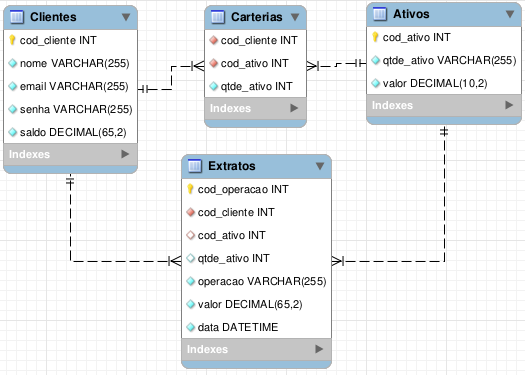 Clientes
cod_cliente INT
nome VARCHAR(255)
email VARCHAR(255)
senha VARCHAR(255)
saldo DECIMAL(65,2)
Indexes
Carterias
cod_cliente INT
cod_ativo INT
qtde_ativo INT
Indexes
Ativos
cod_ativo INT
qtde_ativo VARCHAR(255)
valor DECIMAL(10,2)
Indexes
Extratos
cod_operacao INT
cod_cliente INT
cod_ativo INT
qtde_ativo INT
operacao VARCHAR(255)
valor DECIMAL(65,2)
data DATETIME
Indexes